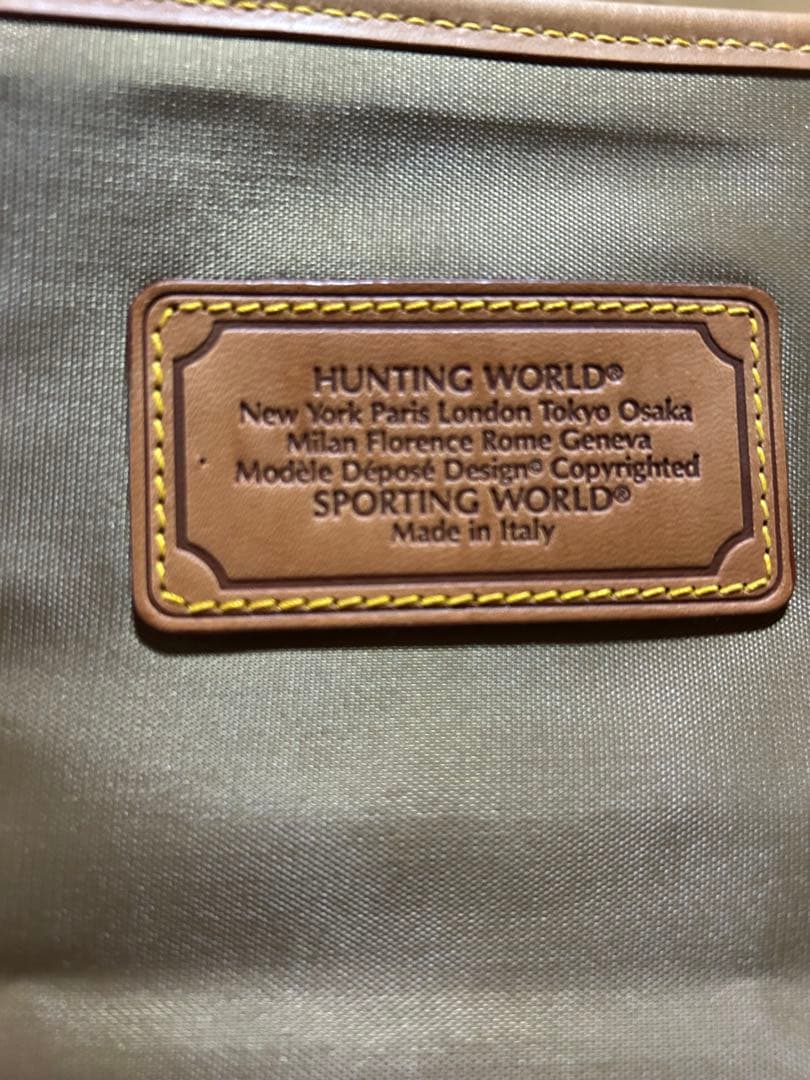 HUNTING WORLD®
New York Paris London Tokyo Osaka
Milan Florence Rome Geneva
Modèle Déposé Design© Copyrighted
SPORTING WORLD®
Made in Italy